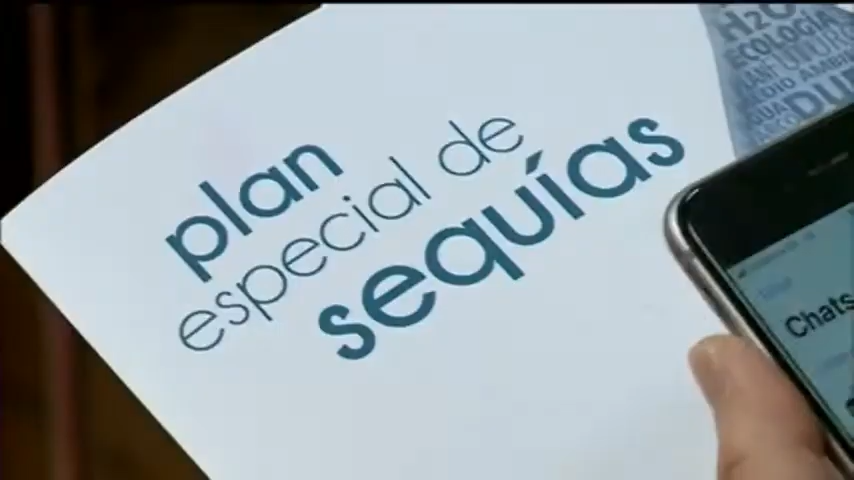 plan
especial de
sequías
H2O
ECOLOGÍA
Chats